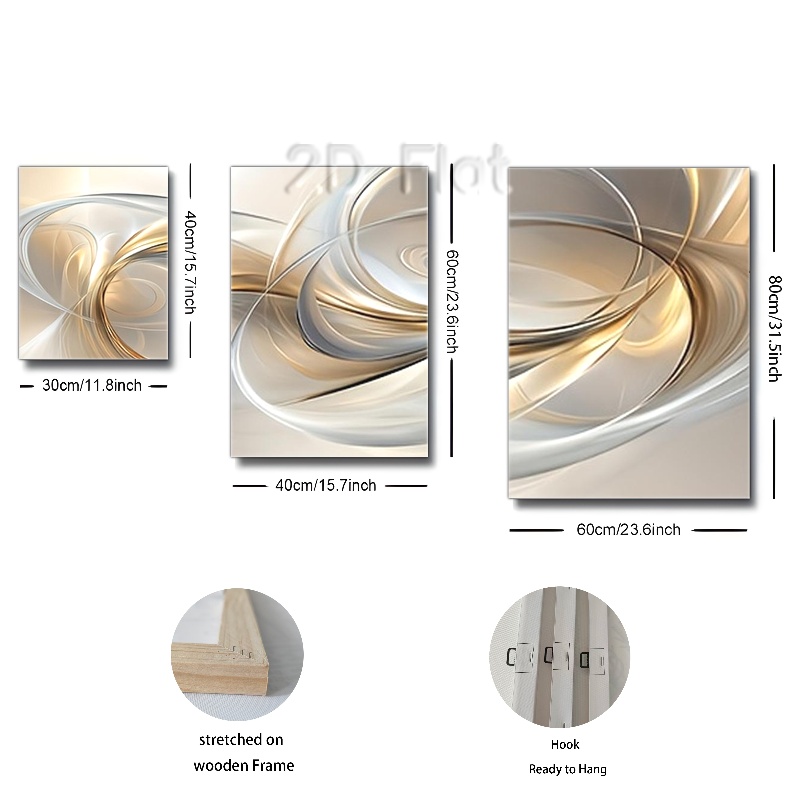 2D Flat
40cm/15.7inch
60cm/23.6inch
80cm/31.5inch
30cm/11.8inch
40cm/15.7inch
60cm/23.6inch
stretched on
wooden Frame
Hook
Ready to Hang